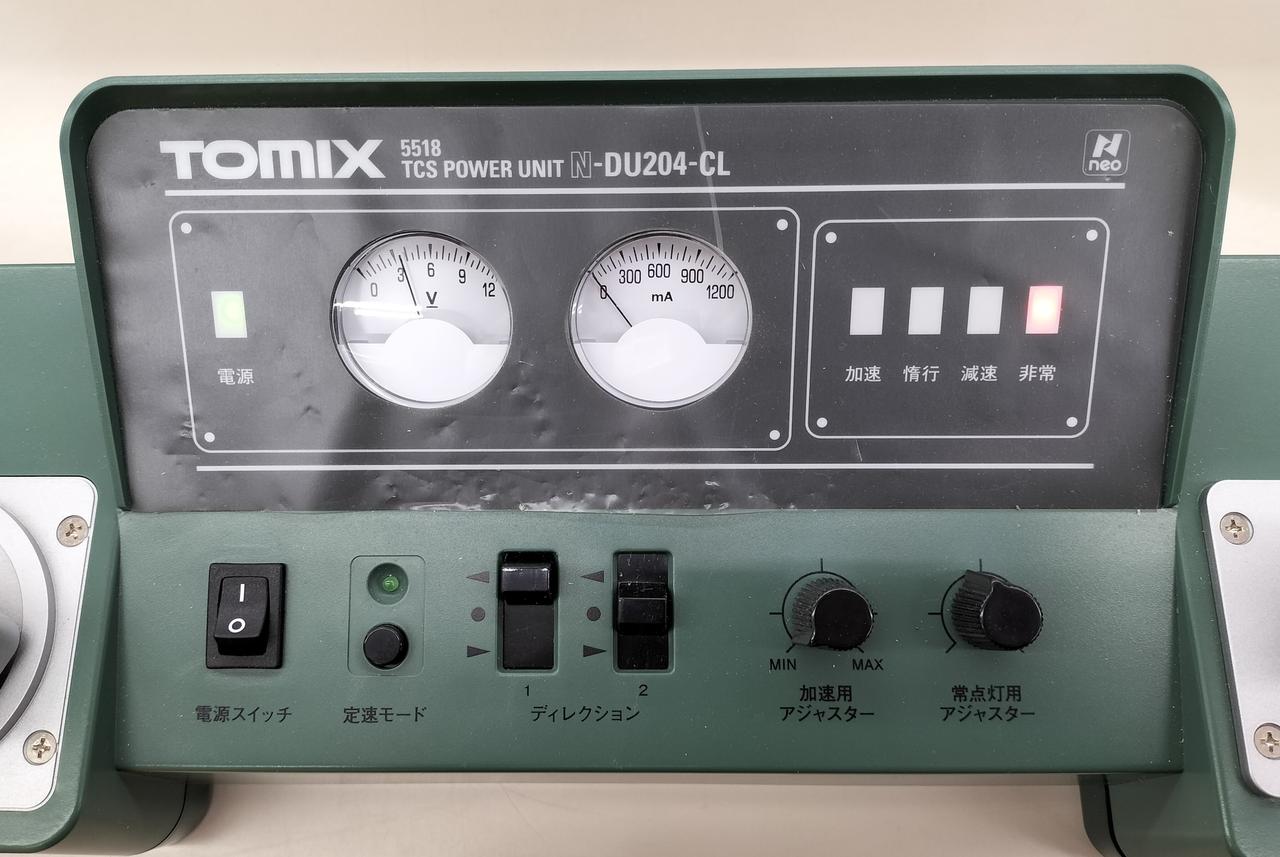 TOMIX
5518
TCS POWER UNIT N-DU204-CL
N
neo
0 3 6 9 12
V
0 300 600 900 1200
mA
電源
加速 惰行 減速 非常
I
O
MIN MAX
1 2
電源スイッチ
定速モード
ディレクション
加速用
アジャスター
常点灯用
アジャスター